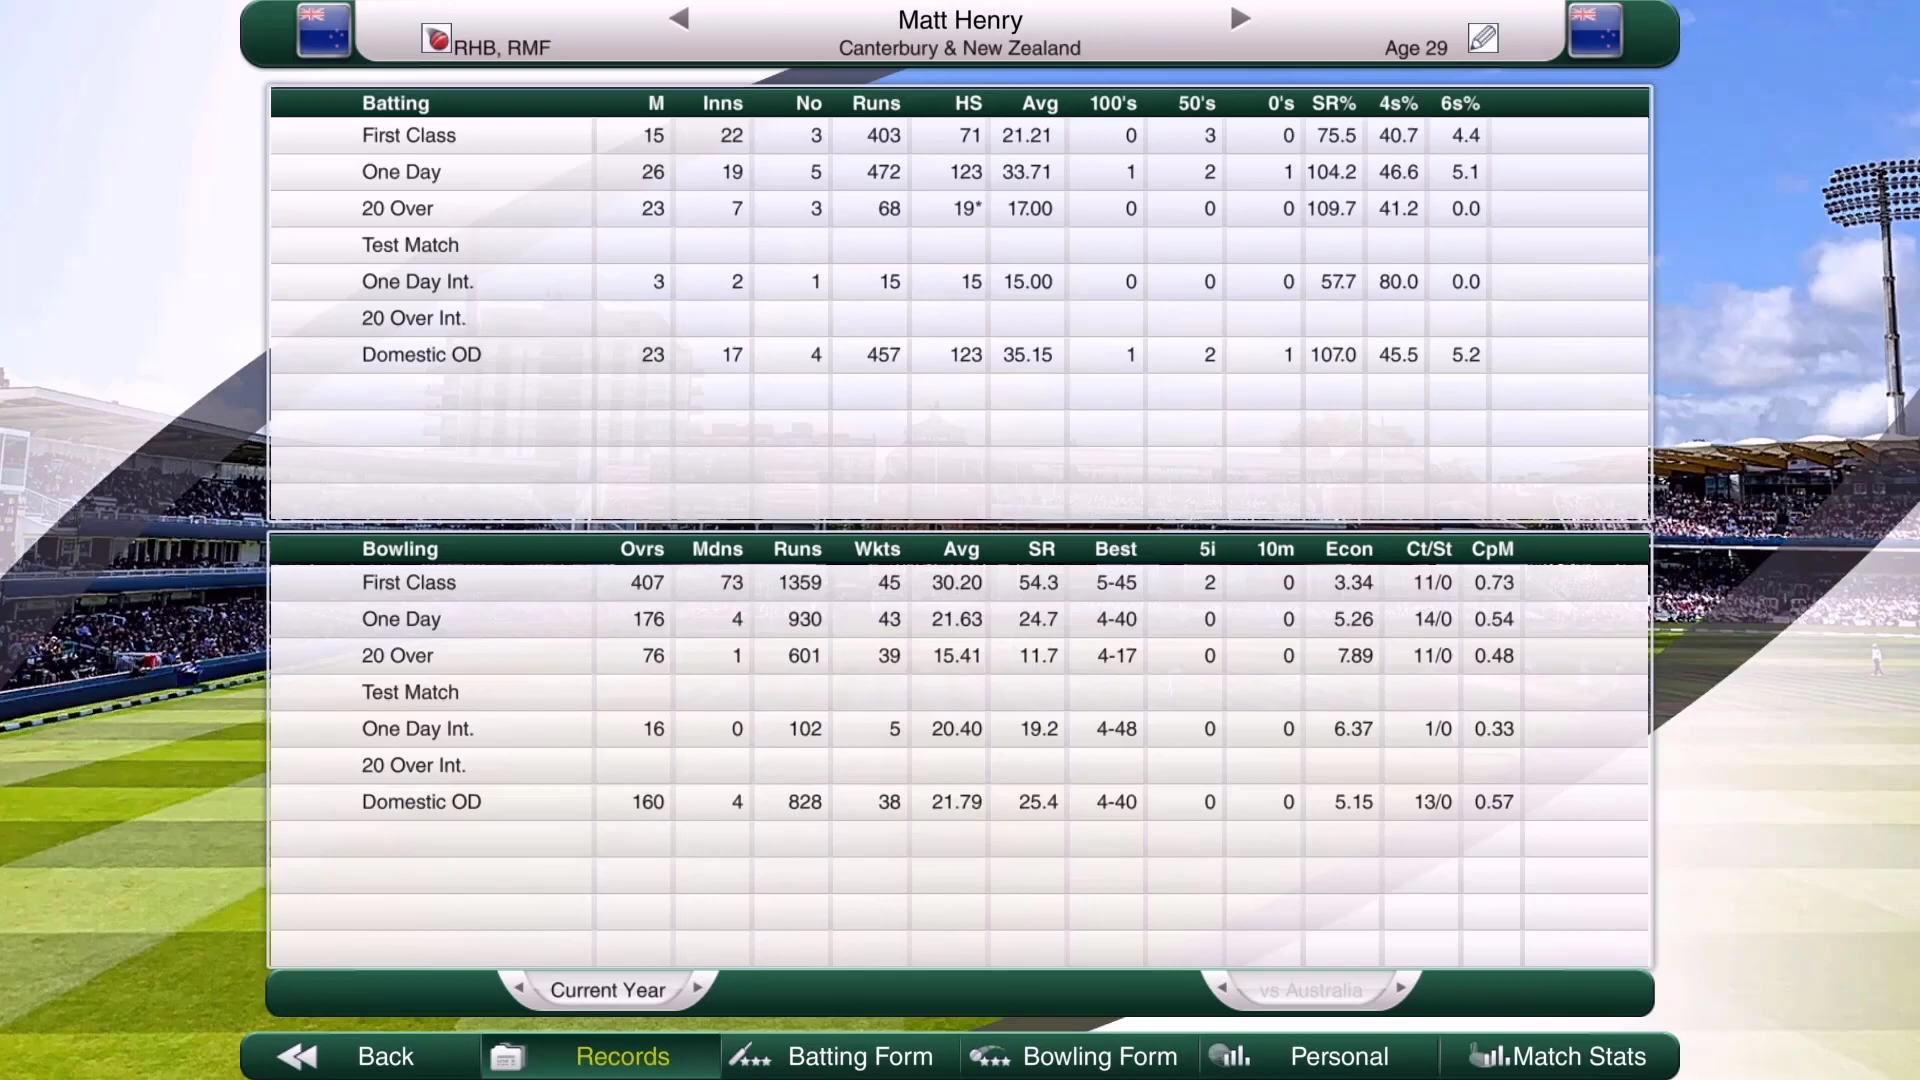 Matt Henry
RHB, RMF Canterbury & New Zealand Age 29
Batting M Inns No Runs HS Avg 100's 50's 0's SR% 4s% 6s%
First Class 15 22 3 403 71 21.21 0 3 0 75.5 40.7 4.4
One Day 26 19 5 472 123 33.71 1 2 1 104.2 46.6 5.1
20 Over 23 7 3 68 19* 17.00 0 0 0 109.7 41.2 0.0
Test Match
One Day Int. 3 2 1 15 15 15.00 0 0 0 57.7 80.0 0.0
20 Over Int.
Domestic OD 23 17 4 457 123 35.15 1 2 1 107.0 45.5 5.2
Bowling Ovrs Mdns Runs Wkts Avg SR Best 5i 10m Econ Ct/St CpM
First Class 407 73 1359 45 30.20 54.3 5-45 2 0 3.34 11/0 0.73
One Day 176 4 930 43 21.63 24.7 4-40 0 0 5.26 14/0 0.54
20 Over 76 1 601 39 15.41 11.7 4-17 0 0 7.89 11/0 0.48
Test Match
One Day Int. 16 0 102 5 20.40 19.2 4-48 0 0 6.37 1/0 0.33
20 Over Int.
Domestic OD 160 4 828 38 21.79 25.4 4-40 0 0 5.15 13/0 0.57
Current Year vs Australia
Back Records Batting Form Bowling Form Personal Match Stats